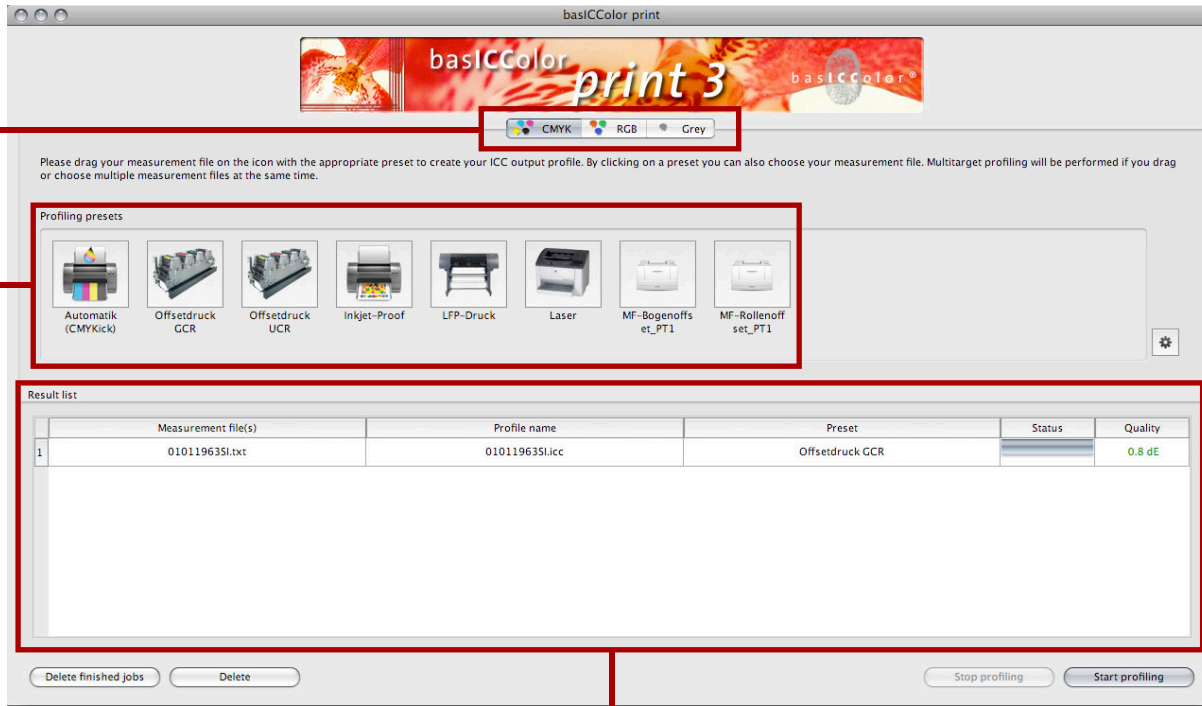 basICColor print
basICColor
print 3
basICColor®
CMYK RGB Grey
Please drag your measurement file on the icon with the appropriate preset to create your ICC output profile. By clicking on a preset you can also choose your measurement file. Multitarget profiling will be performed if you drag
or choose multiple measurement files at the same time.
Profiling presets
Automatik
(CMYKick)
Offsetdruck
GCR
Offsetdruck
UCR
Inkjet-Proof
LFP-Druck
Laser
MF-Bogenoffs
et_PT1
MF-Rollenoff
set_PT1
Result list
Measurement file(s) Profile name Preset Status Quality
1 01011963SI.txt 01011963SI.icc Offsetdruck GCR 0.8 dE
Delete finished jobs Delete Stop profiling Start profiling